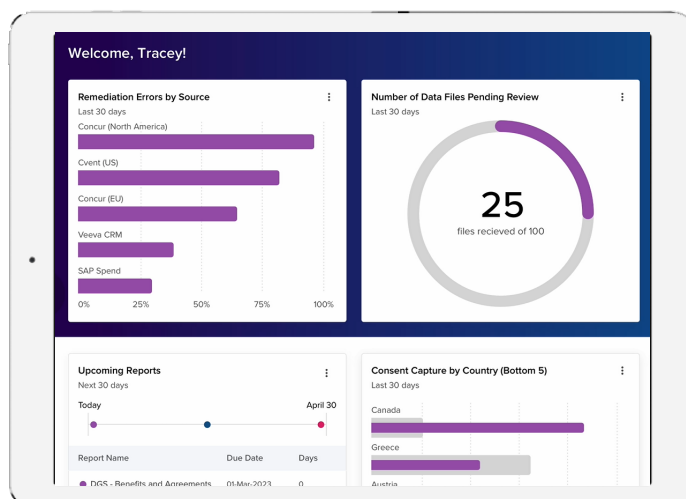 Welcome, Tracey!
Remediation Errors by Source
Last 30 days
Concur (North America)
Cvent (US)
Concur (EU)
Veeva CRM
SAP Spend
0% 25% 50% 75% 100%
Number of Data Files Pending Review
Last 30 days
25
files recieved of 100
Upcoming Reports
Next 30 days
Today April 30
Report Name Due Date Days
DGS - Benefits and Agreements 01-Mar-2023 0
Consent Capture by Country (Bottom 5)
Last 30 days
Canada
Greece
Austria